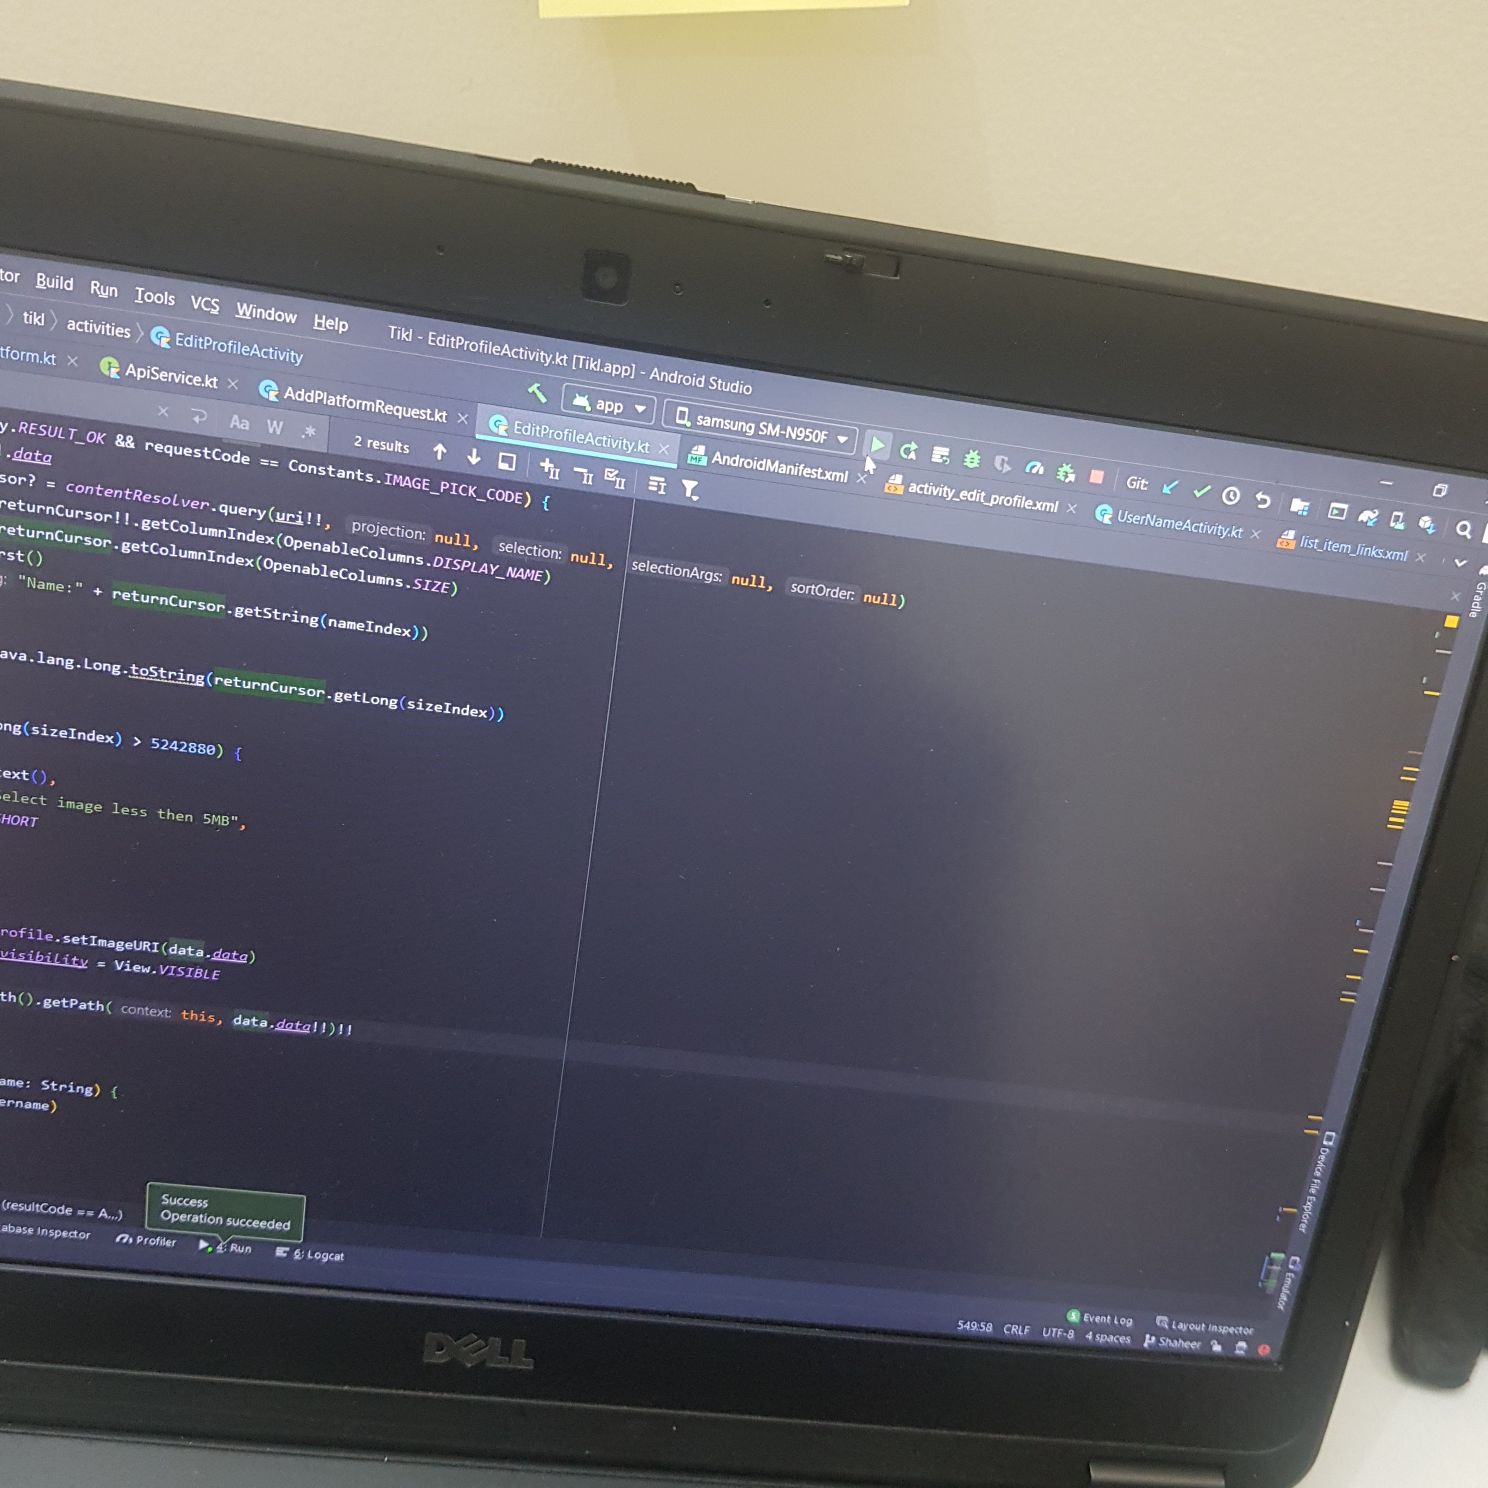 Build Run Tools VCS Window Help Tikl - EditProfileActivity.kt [Tikl.app] - Android Studio
tikl activities EditProfileActivity
app samsung SM-N950F Git:
tform.kt ApiService.kt AddPlatformRequest.kt EditProfileActivity.kt AndroidManifest.xml activity_edit_profile.xml UserNameActivity.kt list_item_links.xml
Aa W .* 2 results
y.RESULT_OK && requestCode == Constants.IMAGE_PICK_CODE) {
.data
sor? = contentResolver.query(uri!!, projection: null, selection: null, selectionArgs: null, sortOrder: null)
returnCursor!!.getColumnIndex(OpenableColumns.DISPLAY_NAME)
returnCursor.getColumnIndex(OpenableColumns.SIZE)
rst()
g: "Name:" + returnCursor.getString(nameIndex))
ava.lang.Long.toString(returnCursor.getLong(sizeIndex))
ong(sizeIndex) > 5242880) {
text(),
select image less then 5MB",
SHORT
rofile.setImageURI(data.data)
visibility = View.VISIBLE
th().getPath( context: this, data.data!!)!!
ame: String) {
ername)
(resultCode == A...)
Success
Operation succeeded
abase Inspector Profiler 4: Run 6: Logcat
Event Log Layout Inspector
549:58 CRLF UTF-8 4 spaces Shaheer
Gradle
Device File Explorer
Emulator
DELL